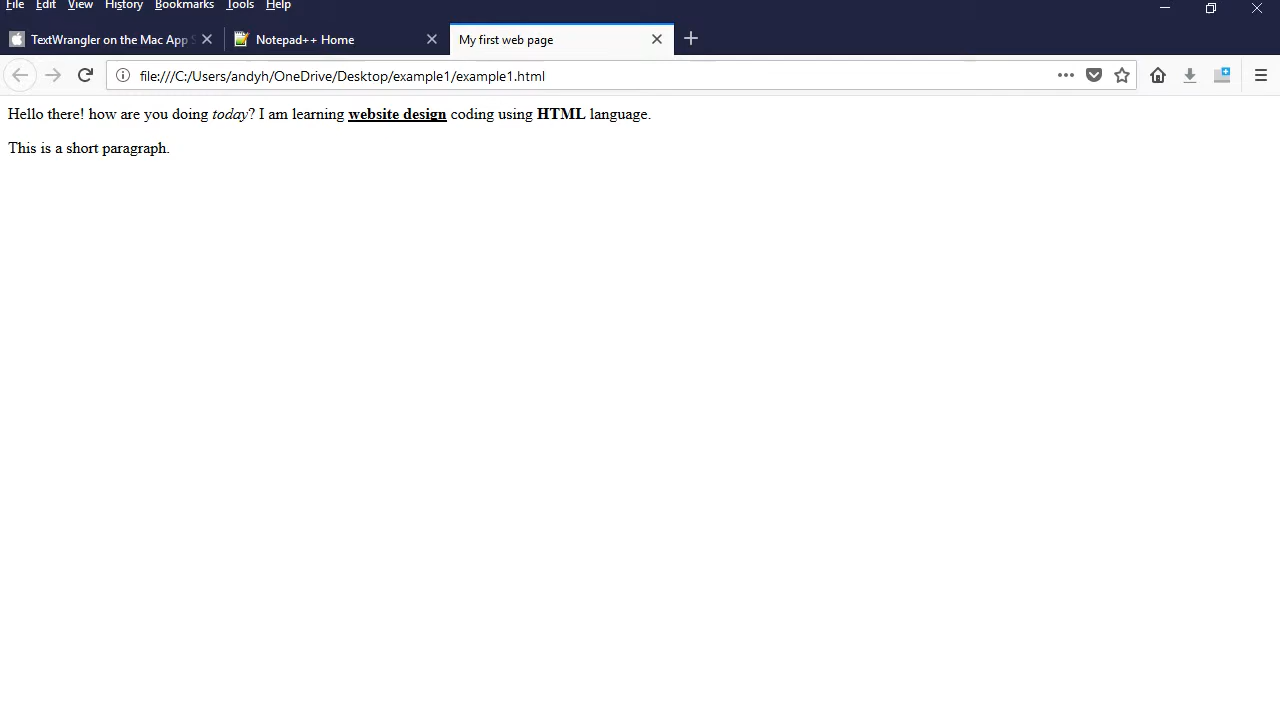 File Edit View History Bookmarks Tools Help
TextWrangler on the Mac App Notepad++ Home My first web page
file:///C:/Users/andyh/OneDrive/Desktop/example1/example1.html
Hello there! how are you doing today? I am learning website design coding using HTML language.
This is a short paragraph.